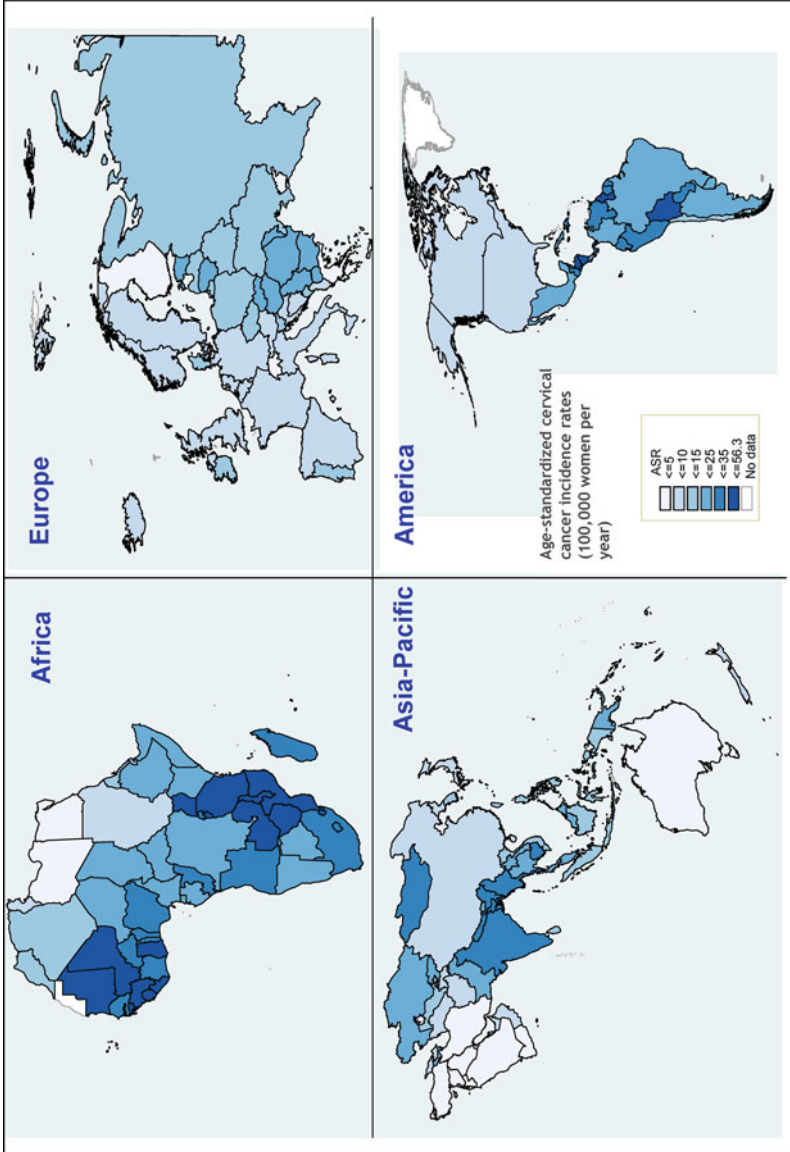 Africa
Europe
Asia-Pacific
America
Age-standardized cervical
cancer incidence rates
(100,000 women per
year)
ASR
<=5
<=10
<=15
<=25
<=35
<=56.3
No data